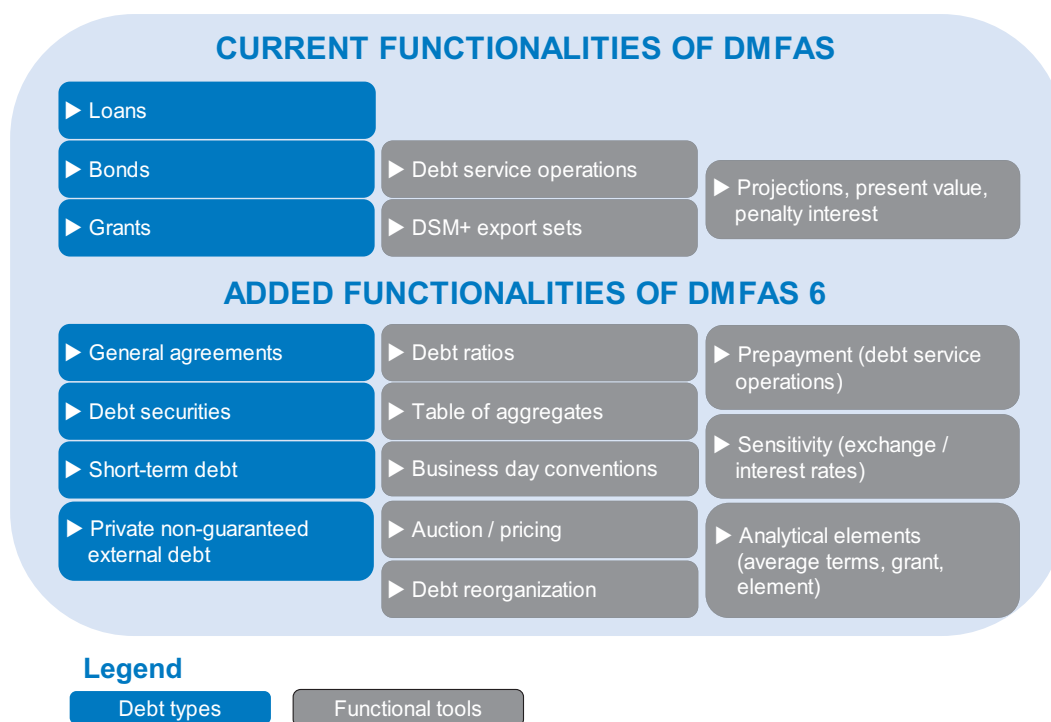 CURRENT FUNCTIONALITIES OF DMFAS
▶ Loans
▶ Bonds
▶ Grants
▶ Debt service operations
▶ DSM+ export sets
▶ Projections, present value,
penalty interest
ADDED FUNCTIONALITIES OF DMFAS 6
▶ General agreements
▶ Debt securities
▶ Short-term debt
▶ Private non-guaranteed
external debt
▶ Debt ratios
▶ Table of aggregates
▶ Business day conventions
▶ Auction / pricing
▶ Debt reorganization
▶ Prepayment (debt service
operations)
▶ Sensitivity (exchange /
interest rates)
▶ Analytical elements
(average terms, grant,
element)
Legend
Debt types
Functional tools